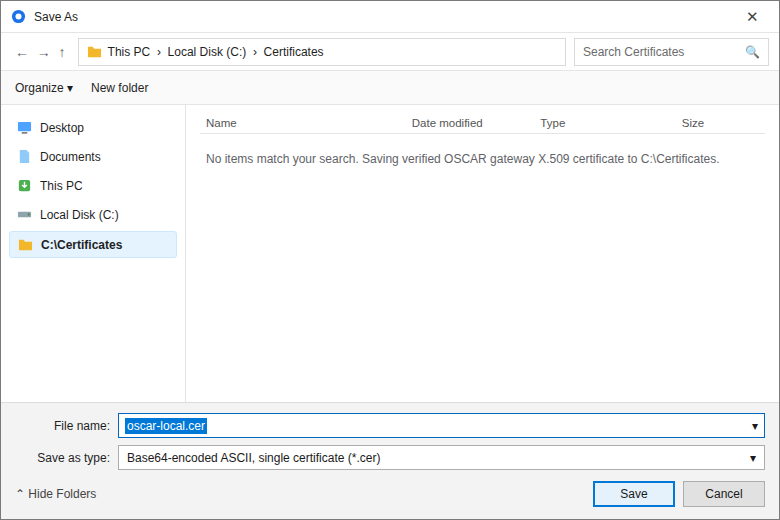 Save As
This PC › Local Disk (C:) › Certificates
Search Certificates
Organize ▾ New folder
Desktop
Documents
This PC
Local Disk (C:)
C:\Certificates
Name Date modified Type Size
No items match your search. Saving verified OSCAR gateway X.509 certificate to C:\Certificates.
File name: oscar-local.cer
Save as type: Base64-encoded ASCII, single certificate (*.cer)
Hide Folders
Save Cancel